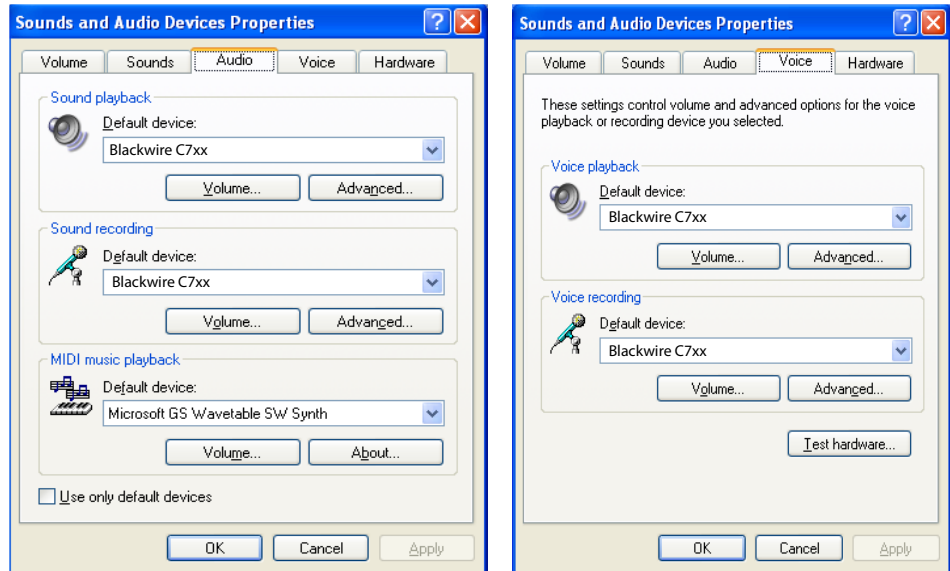 Sounds and Audio Devices Properties
Volume Sounds Audio Voice Hardware
Sound playback
Default device:
Blackwire C7xx
Volume... Advanced...
Sound recording
Default device:
Blackwire C7xx
Volume... Advanced...
MIDI music playback
Default device:
Microsoft GS Wavetable SW Synth
Volume... About...
Use only default devices
OK Cancel Apply
Sounds and Audio Devices Properties
Volume Sounds Audio Voice Hardware
These settings control volume and advanced options for the voice
playback or recording device you selected.
Voice playback
Default device:
Blackwire C7xx
Volume... Advanced...
Voice recording
Default device:
Blackwire C7xx
Volume... Advanced...
Test hardware...
OK Cancel Apply